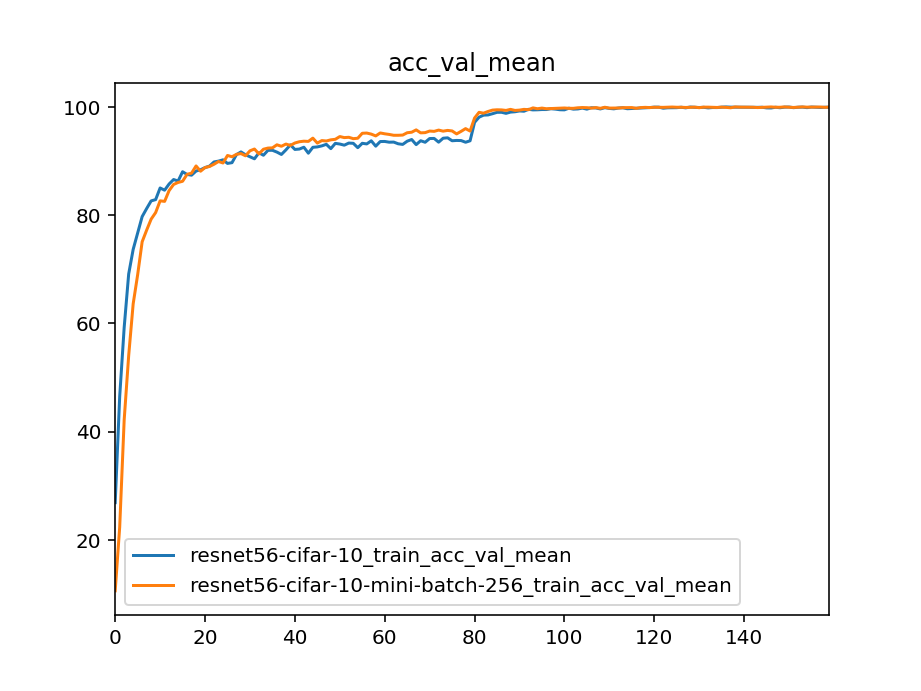 acc_val_mean
100
80
60
40
20
resnet56-cifar-10_train_acc_val_mean
resnet56-cifar-10-mini-batch-256_train_acc_val_mean
0 20 40 60 80 100 120 140